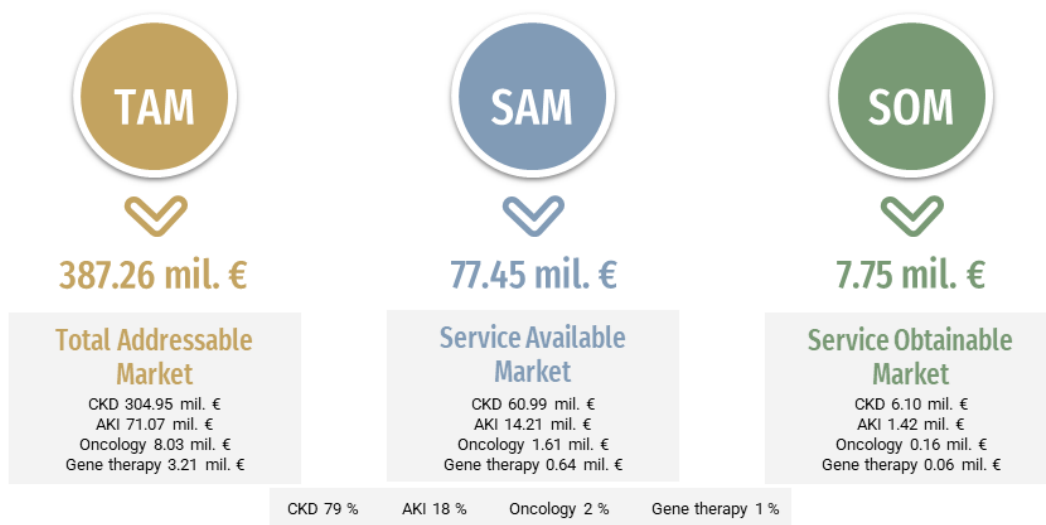 TAM
387.26 mil. €
Total Addressable
Market
CKD 304.95 mil. €
AKI 71.07 mil. €
Oncology 8.03 mil. €
Gene therapy 3.21 mil. €
SAM
77.45 mil. €
Service Available
Market
CKD 60.99 mil. €
AKI 14.21 mil. €
Oncology 1.61 mil. €
Gene therapy 0.64 mil. €
SOM
7.75 mil. €
Service Obtainable
Market
CKD 6.10 mil. €
AKI 1.42 mil. €
Oncology 0.16 mil. €
Gene therapy 0.06 mil. €
CKD 79 % AKI 18 % Oncology 2 % Gene therapy 1 %